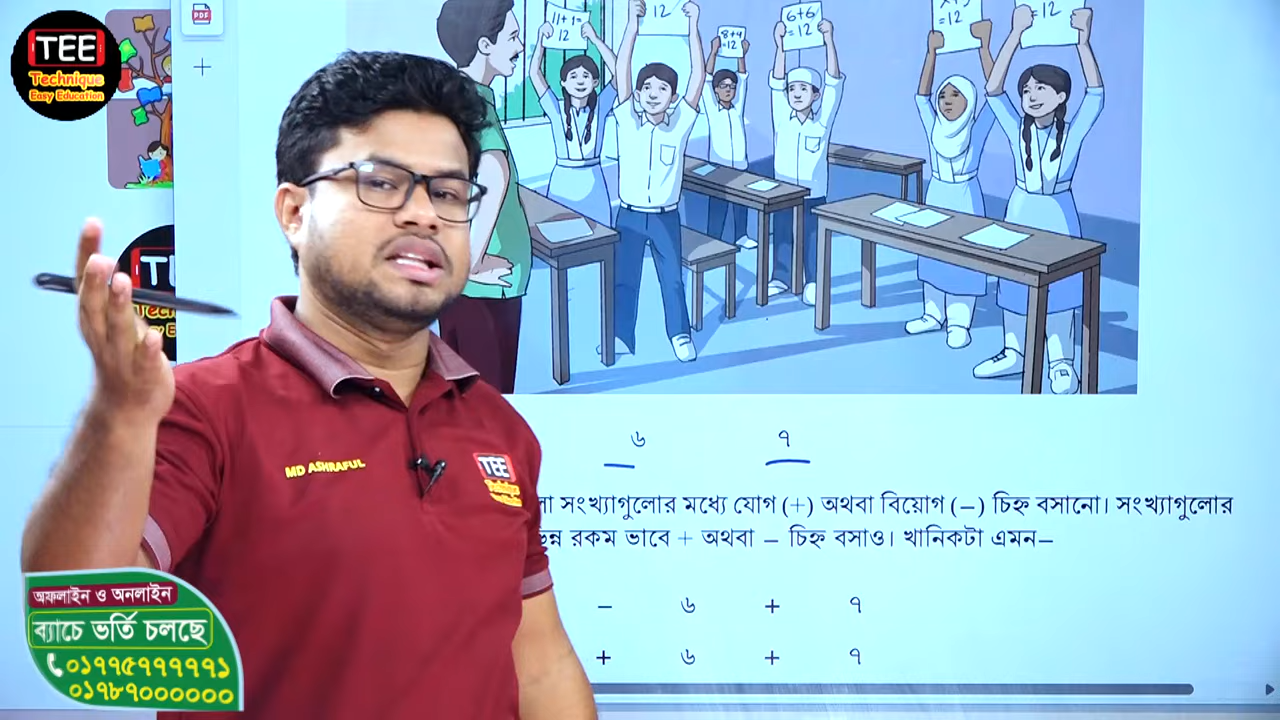 TEE
Technique
Easy Education
PDF
11+1=
12
12
8+4
=12
6+6
=12
=12
12
MD ASHRAFUL
TEE
Technique
৬ ৭
সংখ্যাগুলোর মধ্যে যোগ (+) অথবা বিয়োগ (–) চিহ্ন বসানো। সংখ্যাগুলোর
রকম ভাবে + অথবা – চিহ্ন বসাও। খানিকটা এমন–
– ৬ + ৭
+ ৬ + ৭
অফলাইন ও অনলাইন
ব্যাচে ভর্তি চলছে
০১৭৭৫৭৭৭৭৭১
০১৭৮৭০০০০০০